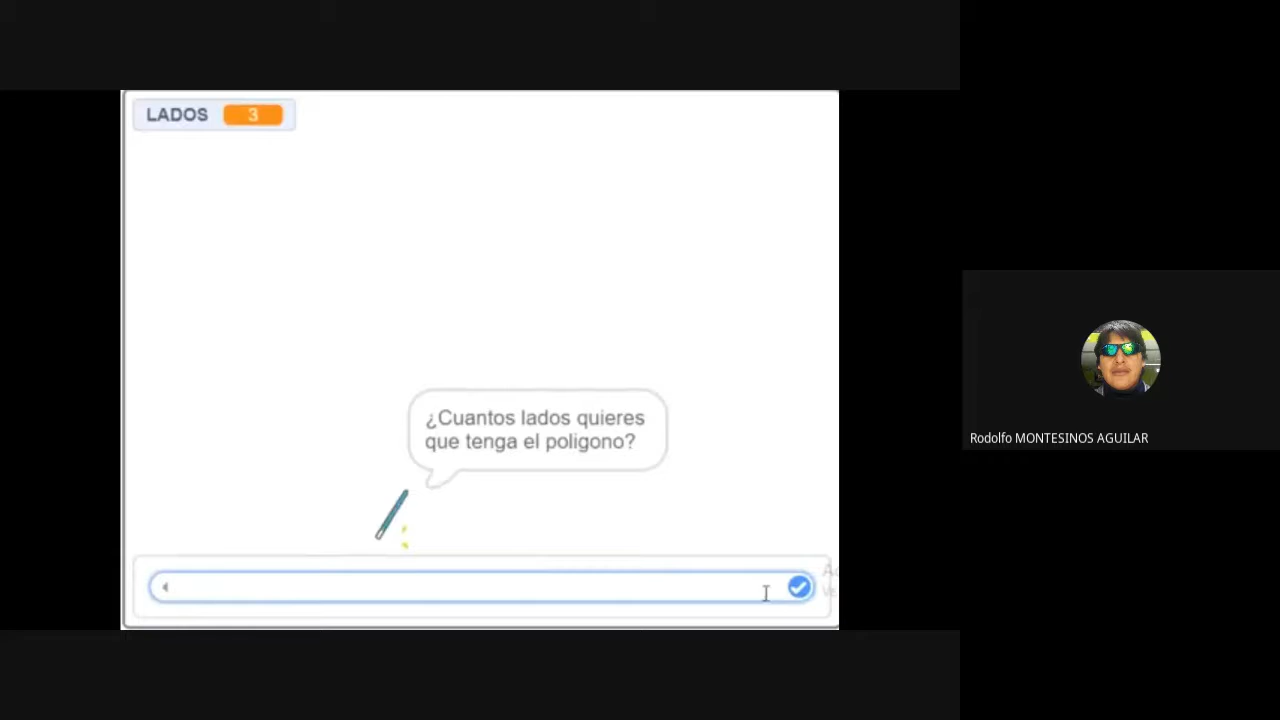 LADOS 3
¿Cuantos lados quieres
que tenga el poligono?
Rodolfo MONTESINOS AGUILAR